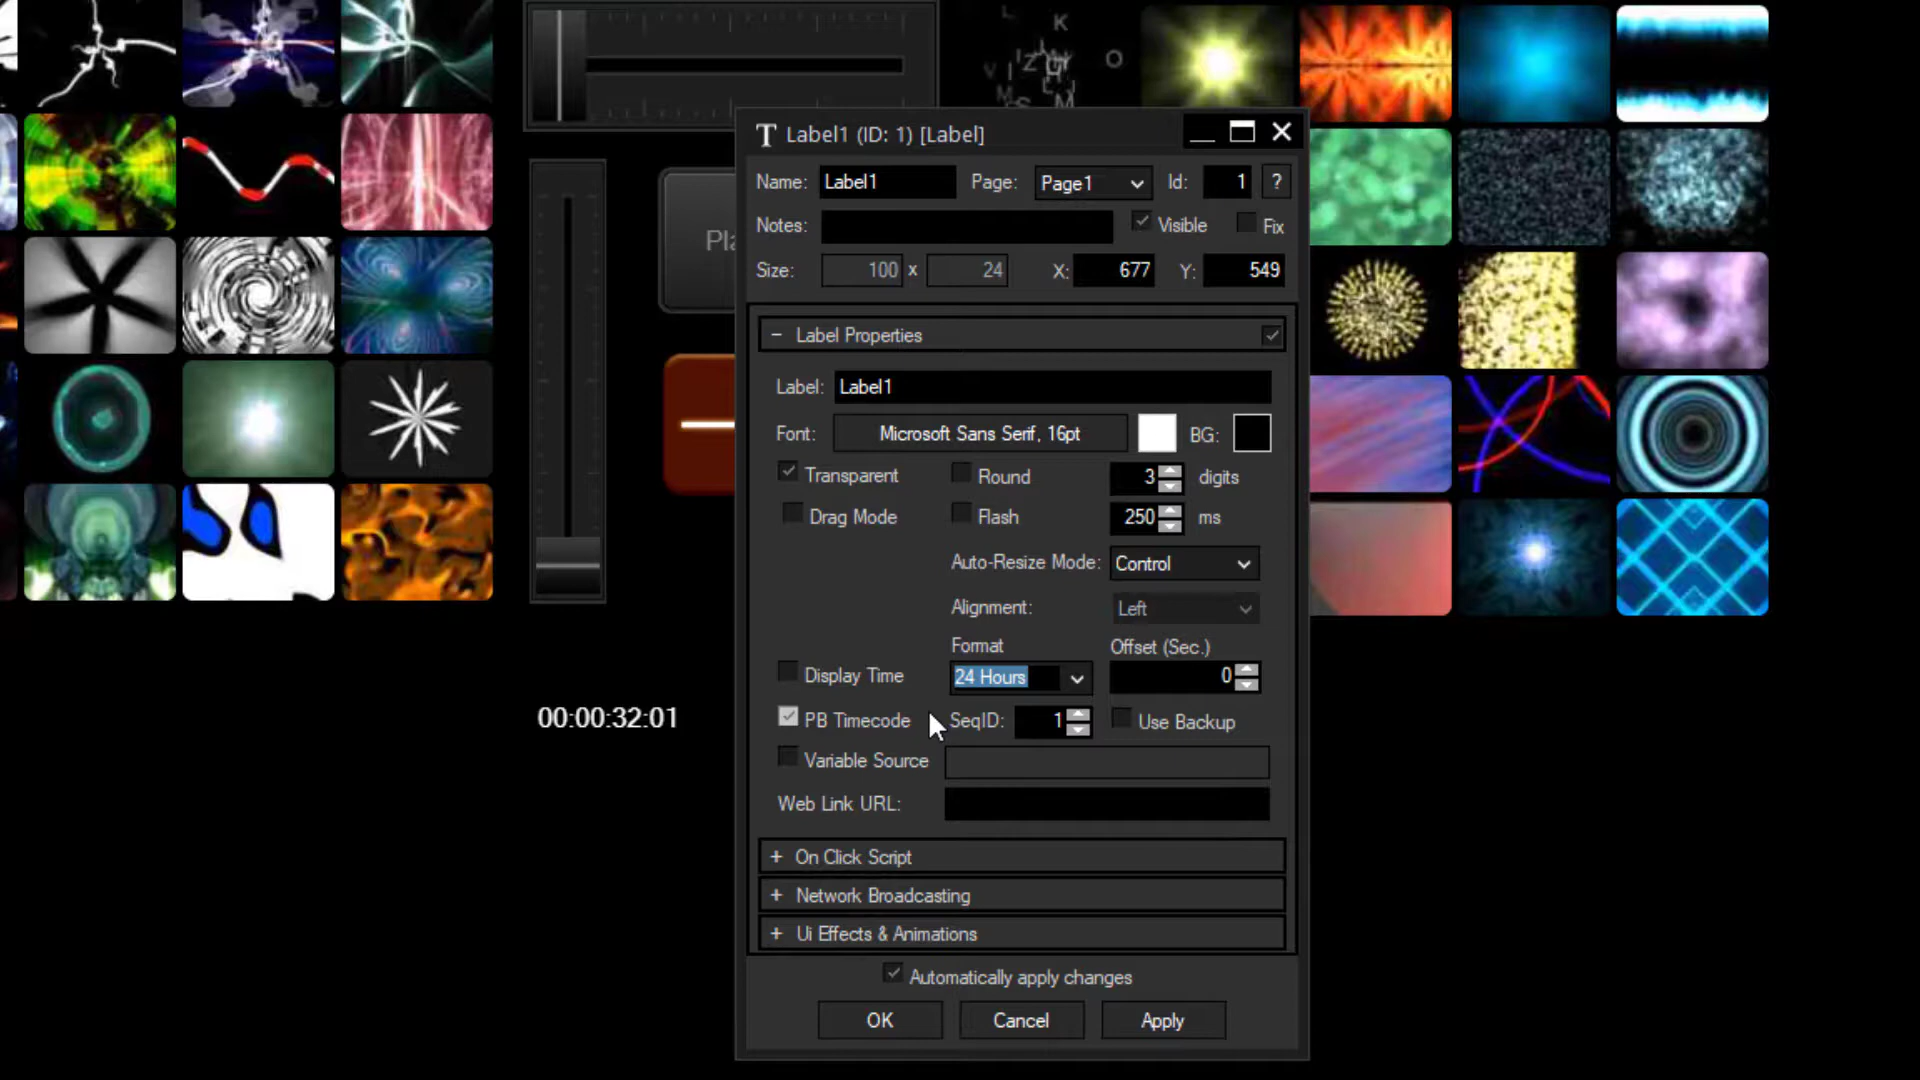 K
O
T Label1 (ID: 1) [Label]
Name: Label1 Page: Page1 Id: 1 ?
Notes: Visible Fix
Size: 100 x 24 X: 677 Y: 549
Pla
− Label Properties
Label: Label1
Font: Microsoft Sans Serif, 16pt BG:
Transparent Round 3 digits
Drag Mode Flash 250 ms
Auto-Resize Mode: Control
Alignment: Left
Format Offset (Sec.)
Display Time 24 Hours 0
00:00:32:01
PB Timecode SeqID: 1 Use Backup
Variable Source
Web Link URL:
+ On Click Script
+ Network Broadcasting
+ Ui Effects & Animations
Automatically apply changes
OK Cancel Apply